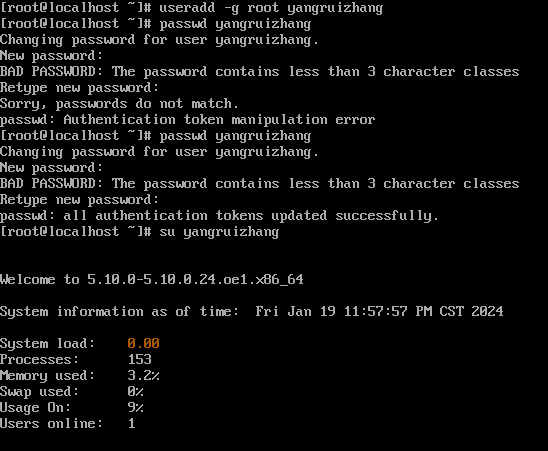 [root@localhost ~]# useradd -g root yangruizhang
[root@localhost ~]# passwd yangruizhang
Changing password for user yangruizhang.
New password:
BAD PASSWORD: The password contains less than 3 character classes
Retype new password:
Sorry, passwords do not match.
passwd: Authentication token manipulation error
[root@localhost ~]# passwd yangruizhang
Changing password for user yangruizhang.
New password:
BAD PASSWORD: The password contains less than 3 character classes
Retype new password:
passwd: all authentication tokens updated successfully.
[root@localhost ~]# su yangruizhang
Welcome to 5.10.0-5.10.0.24.oe1.x86_64
System information as of time:  Fri Jan 19 11:57:57 PM CST 2024
System load:    0.00
Processes:      153
Memory used:    3.2%
Swap used:      0%
Usage On:       9%
Users online:   1